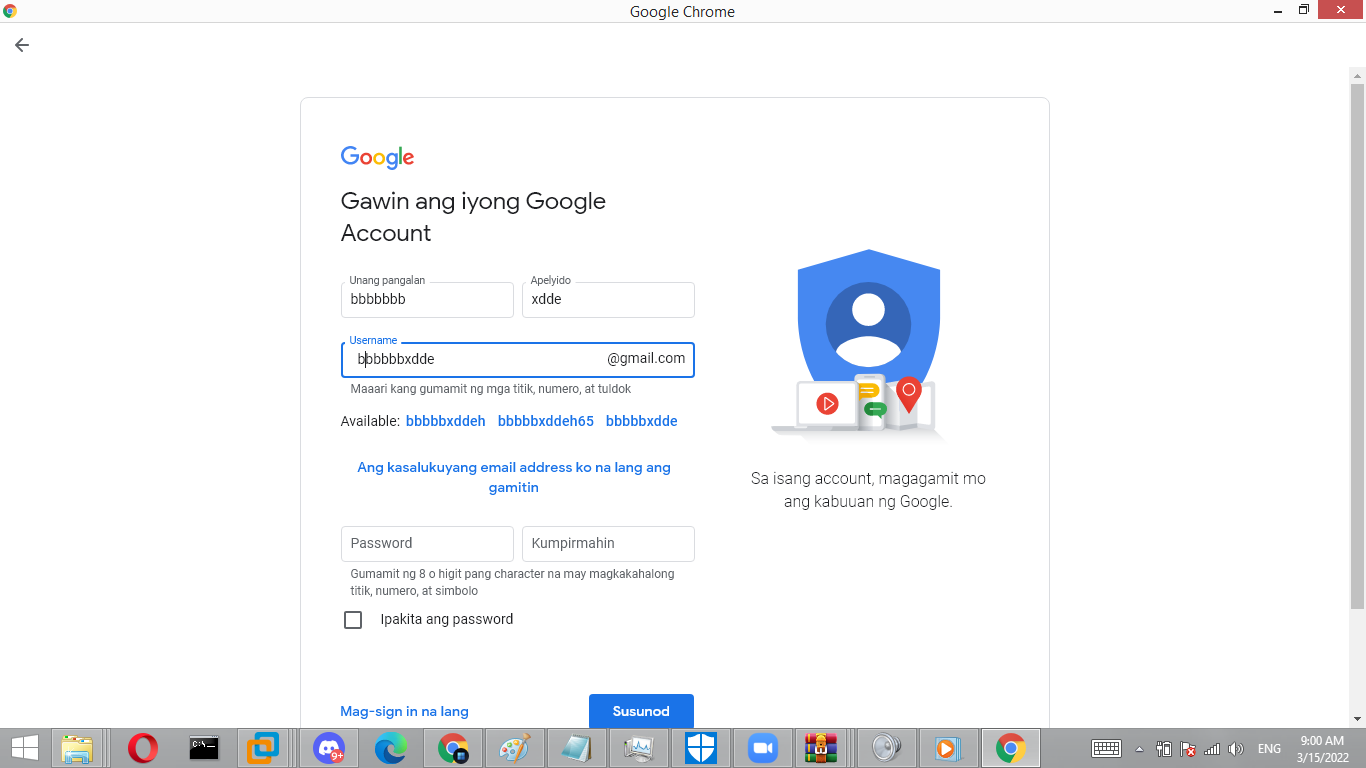 Google Chrome
Google
Gawin ang iyong Google
Account
Unang pangalan
Apelyido
bbbbbbb
xdde
Username
bbbbbbxdde
@gmail.com
Maaari kang gumamit ng mga titik, numero, at tuldok
Available: bbbbbxddeh bbbbbxddeh65 bbbbbxdde
Ang kasalukuyang email address ko na lang ang
gamitin
Sa isang account, magagamit mo
ang kabuuan ng Google.
Password
Kumpirmahin
Gumamit ng 8 o higit pang character na may magkakahalong
titik, numero, at simbolo
Ipakita ang password
Mag-sign in na lang
Susunod
C:\.
9+
ENG
9:00 AM
3/15/2022